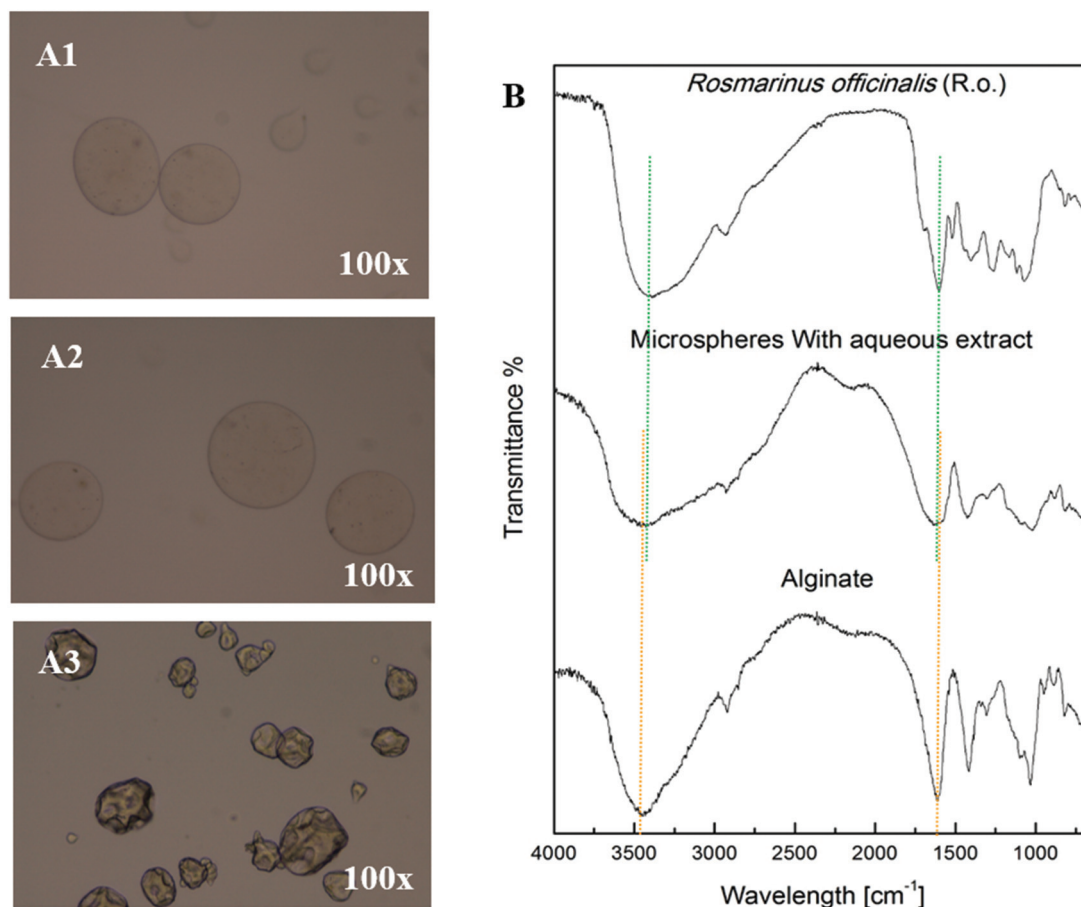 A1
100x
A2
100x
A3
100x
B
Rosmarinus officinalis (R.o.)
Microspheres With aqueous extract
Alginate
Transmittance %
4000 3500 3000 2500 2000 1500 1000
Wavelength [cm⁻¹]